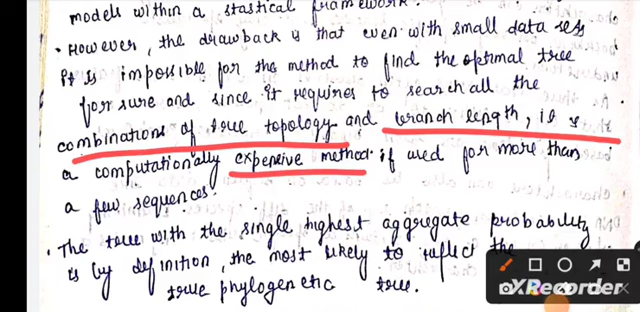 models within a stastical framework.
• However, the drawback is that even with small data sets
it is impossible for the method to find the optimal tree
for sure and since it requires to search all the
combinations of tree topology and branch length, it is
a computationally expensive method if used for more than
a few sequences.
• The tree with the single highest aggregate probability
is by definition, the most likely to reflect the
true phylogenetic tree.
XRecorder